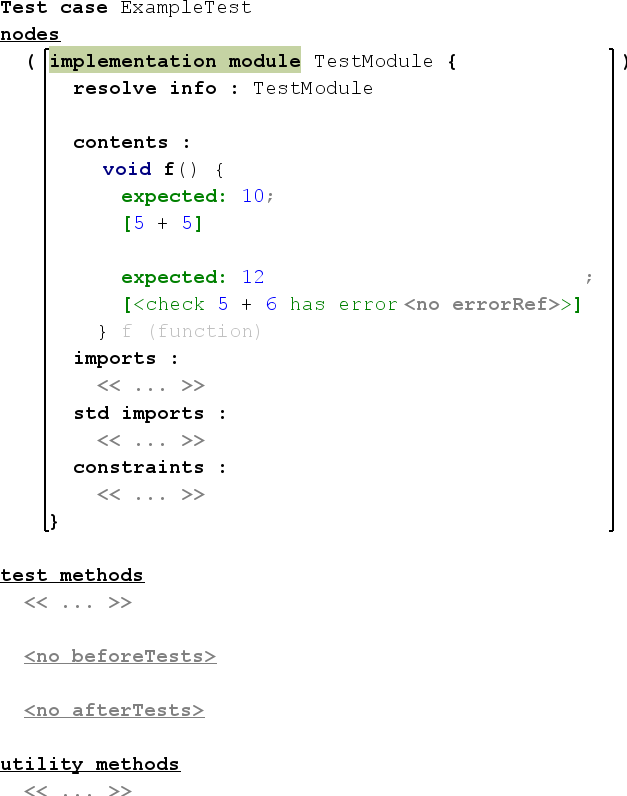 Test case ExampleTest
nodes
( implementation module TestModule { )
resolve info : TestModule
contents :
void f() {
expected: 10;
[5 + 5]
expected: 12 ;
[<check 5 + 6 has error <no errorRef>>]
} f (function)
imports :
<< ... >>
std imports :
<< ... >>
constraints :
<< ... >>
}
test methods
<< ... >>
<no beforeTests>
<no afterTests>
utility methods
<< ... >>